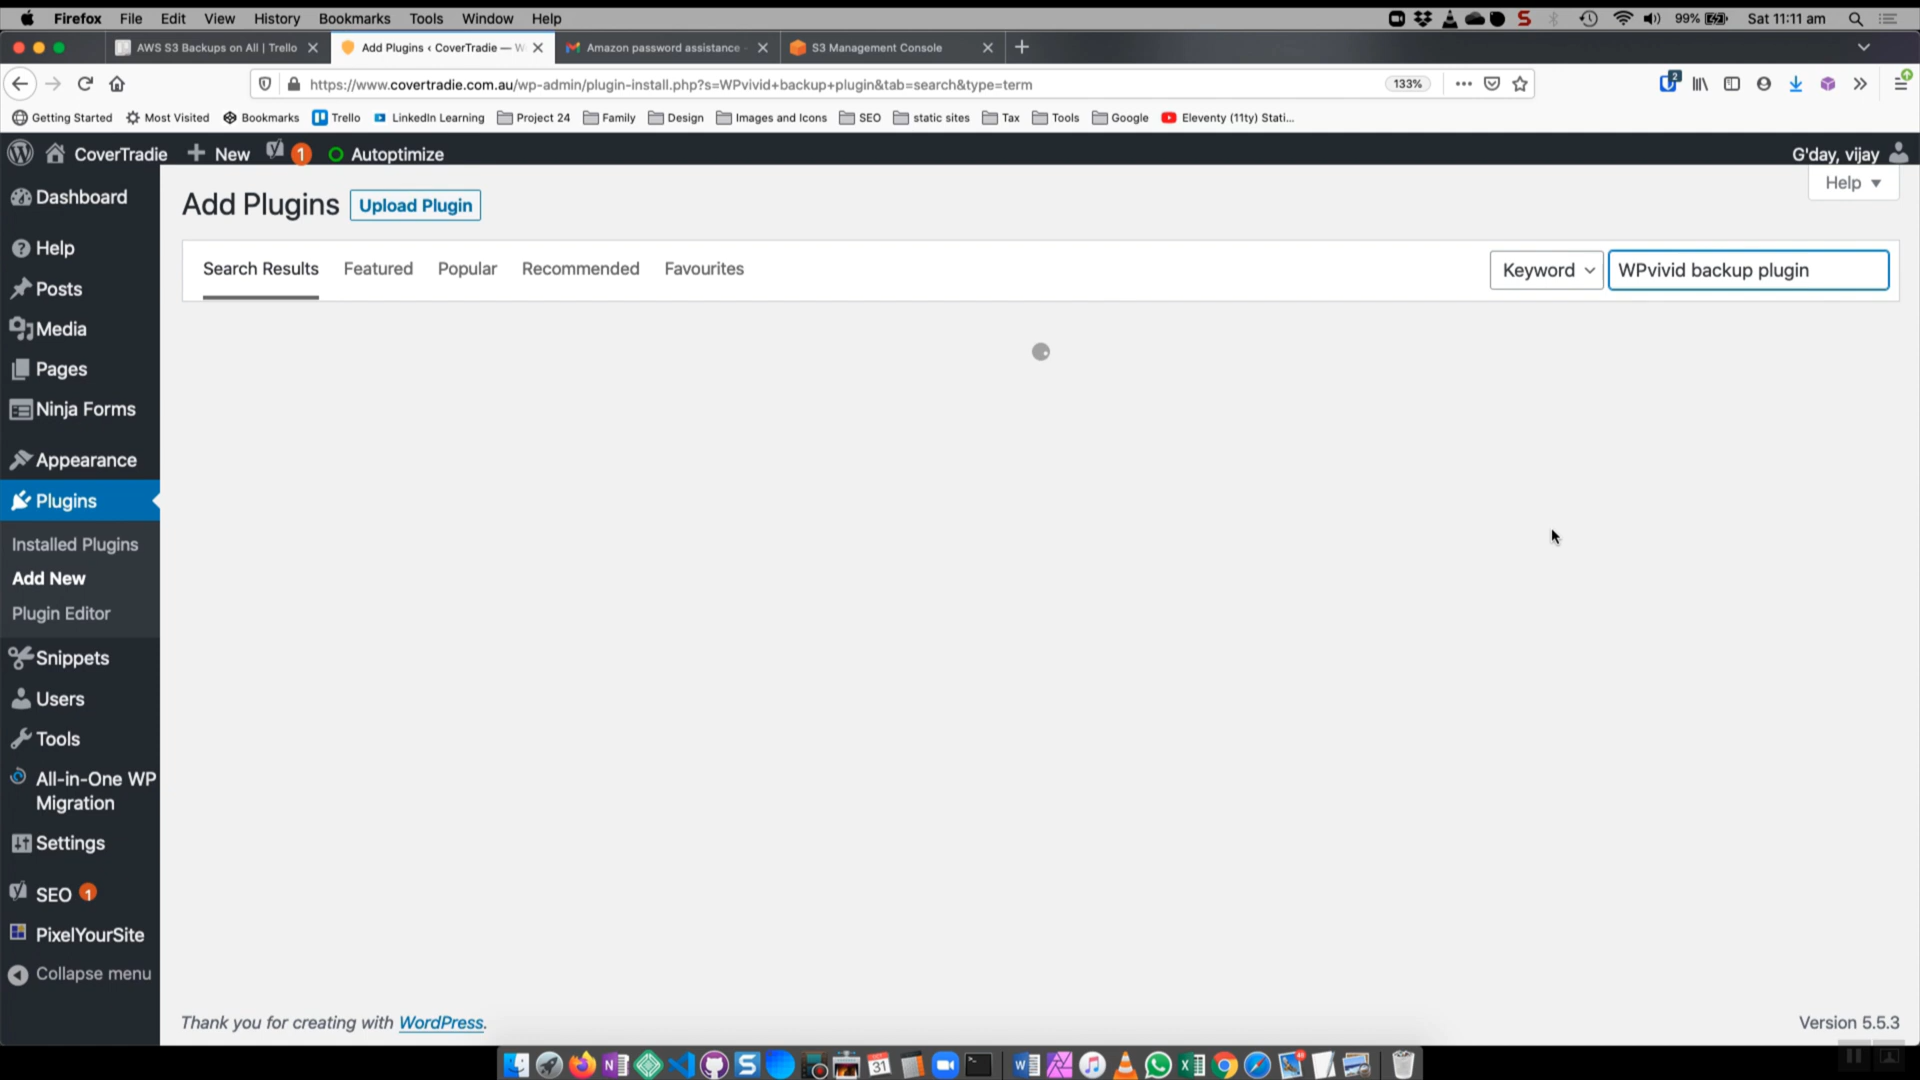 Firefox File Edit View History Bookmarks Tools Window Help 99% Sat 11:11 am
AWS S3 Backups on All | Trello Add Plugins ‹ CoverTradie — W Amazon password assistance - S3 Management Console
https://www.covertradie.com.au/wp-admin/plugin-install.php?s=WPvivid+backup+plugin&tab=search&type=term 133% 2
Getting Started Most Visited Bookmarks Trello LinkedIn Learning Project 24 Family Design Images and Icons SEO static sites Tax Tools Google Eleventy (11ty) Stati...
CoverTradie New 1 Autoptimize G'day, vijay
Help
Add Plugins Upload Plugin
Search Results Featured Popular Recommended Favourites Keyword WPvivid backup plugin
Dashboard
Help
Posts
Media
Pages
Ninja Forms
Appearance
Plugins
Installed Plugins
Add New
Plugin Editor
Snippets
Users
Tools
All-in-One WP
Migration
Settings
SEO 1
PixelYourSite
Collapse menu
Thank you for creating with WordPress. Version 5.5.3
31